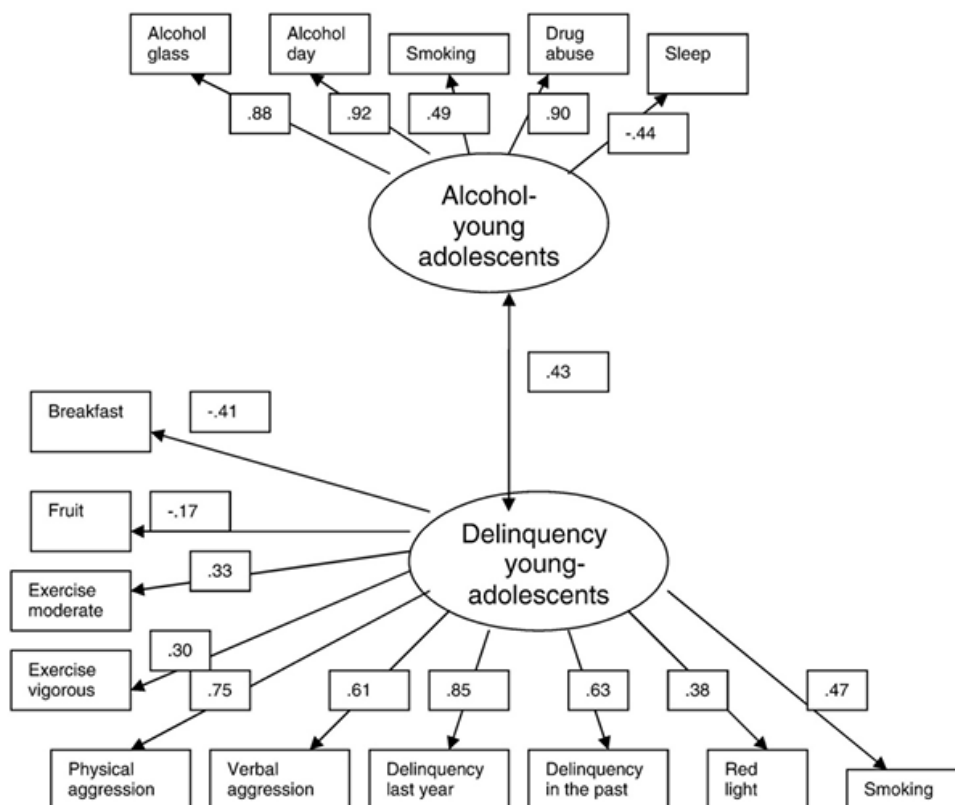 Alcohol
glass
Alcohol
day
Smoking
Drug
abuse
Sleep
.88
.92
.49
.90
-.44
Alcohol-
young
adolescents
.43
Breakfast
-.41
Fruit
-.17
Delinquency
young-
adolescents
Exercise
moderate
.33
Exercise
vigorous
.30
.75
.61
.85
.63
.38
.47
Physical
aggression
Verbal
aggression
Delinquency
last year
Delinquency
in the past
Red
light
Smoking